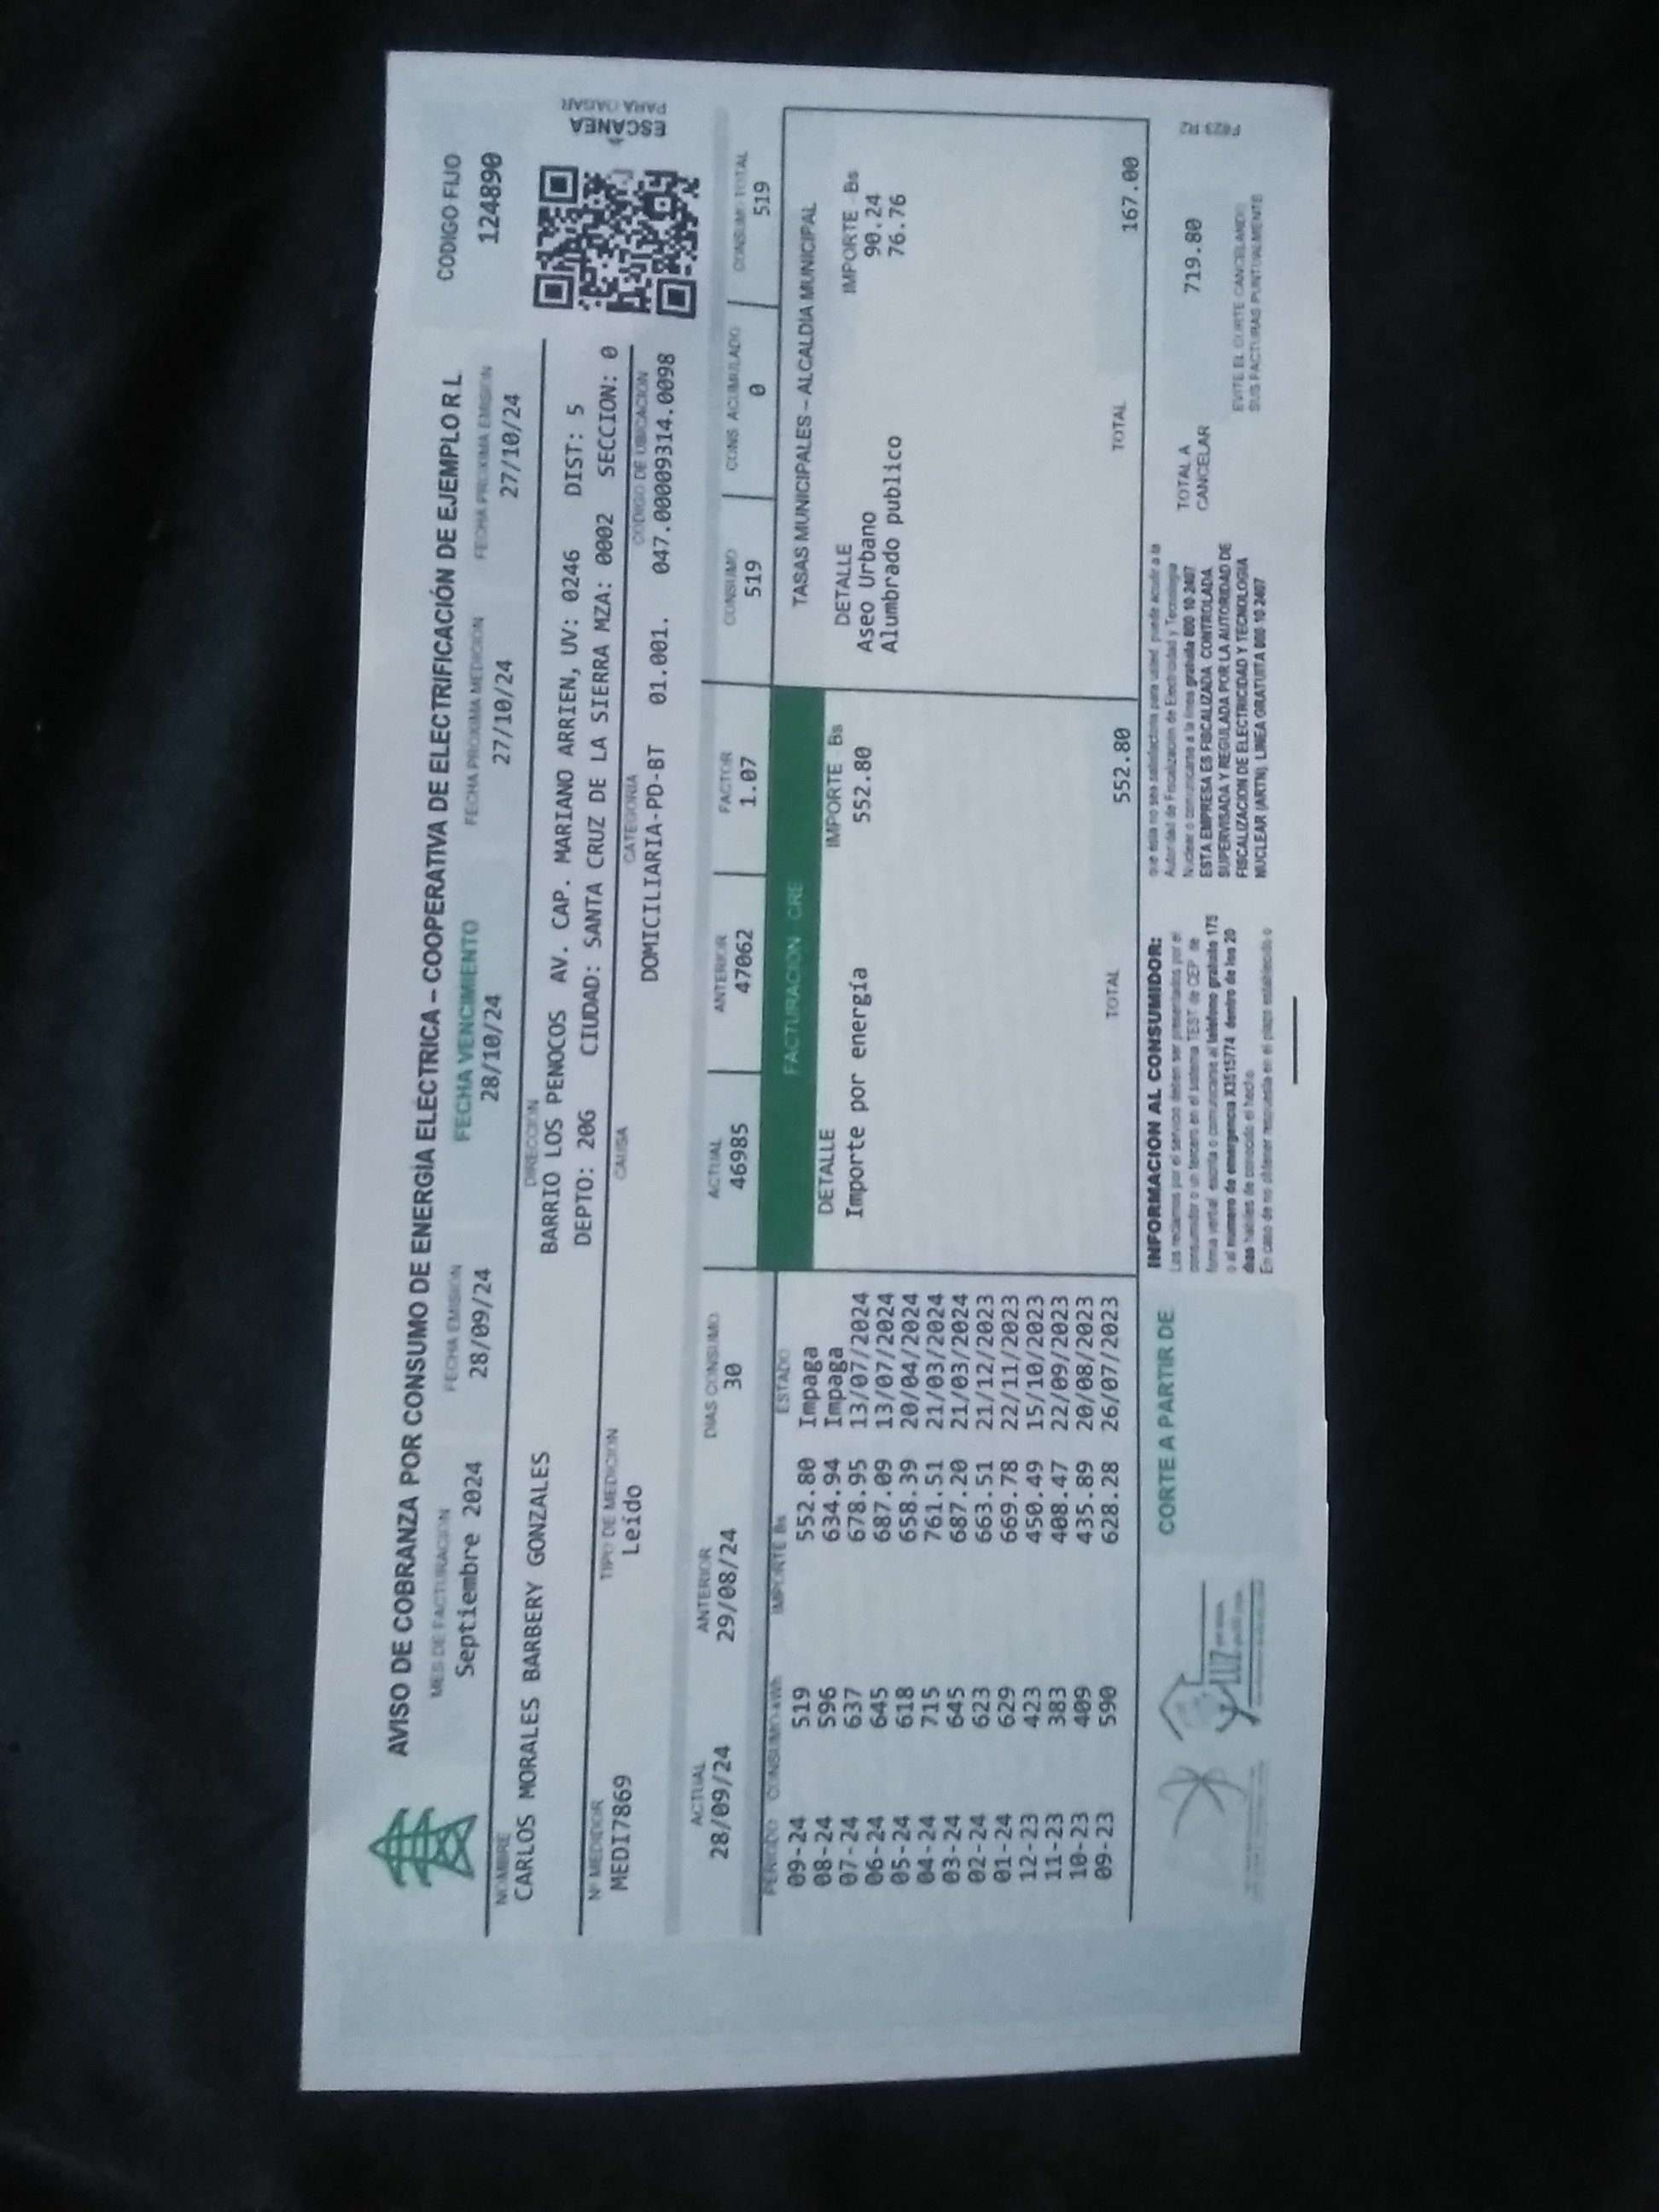 AVISO DE COBRANZA POR CONSUMO DE ENERGÍA ELÉCTRICA – COOPERATIVA DE ELECTRIFICACIÓN DE EJEMPLO R L
CODIGO FIJO
124890
MES DE FACTURACION FECHA EMISION FECHA VENCIMIENTO FECHA PROXIMA MEDICION FECHA PROXIMA EMISION
Septiembre 2024 28/09/24 28/10/24 27/10/24 27/10/24
NOMBRE DIRECCION
CARLOS MORALES BARBERY GONZALES BARRIO LOS PENOCOS AV. CAP. MARIANO ARRIEN, UV: 0246 DIST: 5
DEPTO: 20G CIUDAD: SANTA CRUZ DE LA SIERRA MZA: 0002 SECCION: 0
ESCANEA
PARA PAGAR
Nº MEDIDOR TIPO DE MEDICION CAUSA CATEGORIA CODIGO DE UBICACION
MEDI7869 Leído DOMICILIARIA-PD-BT 01.001. 047.00009314.0098
ACTUAL ANTERIOR DIAS CONSUMO ACTUAL ANTERIOR FACTOR CONSUMO CONS. ACUMULADO CONSUMO TOTAL
28/09/24 29/08/24 30 46985 47062 1.07 519 0 519
PERIODO CONSUMO kWh IMPORTE Bs ESTADO
09-24 519 552.80 Impaga
08-24 596 634.94 Impaga
07-24 637 678.95 13/07/2024
06-24 645 687.09 13/07/2024
05-24 618 658.39 20/04/2024
04-24 715 761.51 21/03/2024
03-24 645 687.20 21/03/2024
02-24 623 663.51 21/12/2023
01-24 629 669.78 22/11/2023
12-23 423 450.49 15/10/2023
11-23 383 408.47 22/09/2023
10-23 409 435.89 20/08/2023
09-23 590 628.28 26/07/2023
FACTURACION CRE
DETALLE IMPORTE - Bs
Importe por energía 552.80
TOTAL 552.80
TASAS MUNICIPALES – ALCALDIA MUNICIPAL
DETALLE IMPORTE - Bs
Aseo Urbano 90.24
Alumbrado publico 76.76
TOTAL 167.00
CORTE A PARTIR DE
INFORMACION AL CONSUMIDOR:
Los reclamos por el servicio deben ser presentados por el
consumidor o un tercero en el sistema TEST de CEP de
forma verbal, escrita o comunicarse al telefono gratuito 175
o al numero de emergencia X3515774 dentro de los 20
dias habiles de conocido el hecho.
En caso de no obtener respuesta en el plazo establecido o
que esta no sea satisfactoria para usted, puede acudir a la
Autoridad de Fiscalización de Electricidad y Tecnología
Nuclear o comunicarse a la linea gratuita 800 10 2407
ESTA EMPRESA ES FISCALIZADA, CONTROLADA,
SUPERVISADA Y REGULADA POR LA AUTORIDAD DE
FISCALIZACION DE ELECTRICIDAD Y TECNOLOGIA
NUCLEAR (ARTN). LINEA GRATUITA 800 10 2407
TOTAL A
CANCELAR
719.80
EVITE EL CORTE CANCELANDO
SUS FACTURAS PUNTUALMENTE